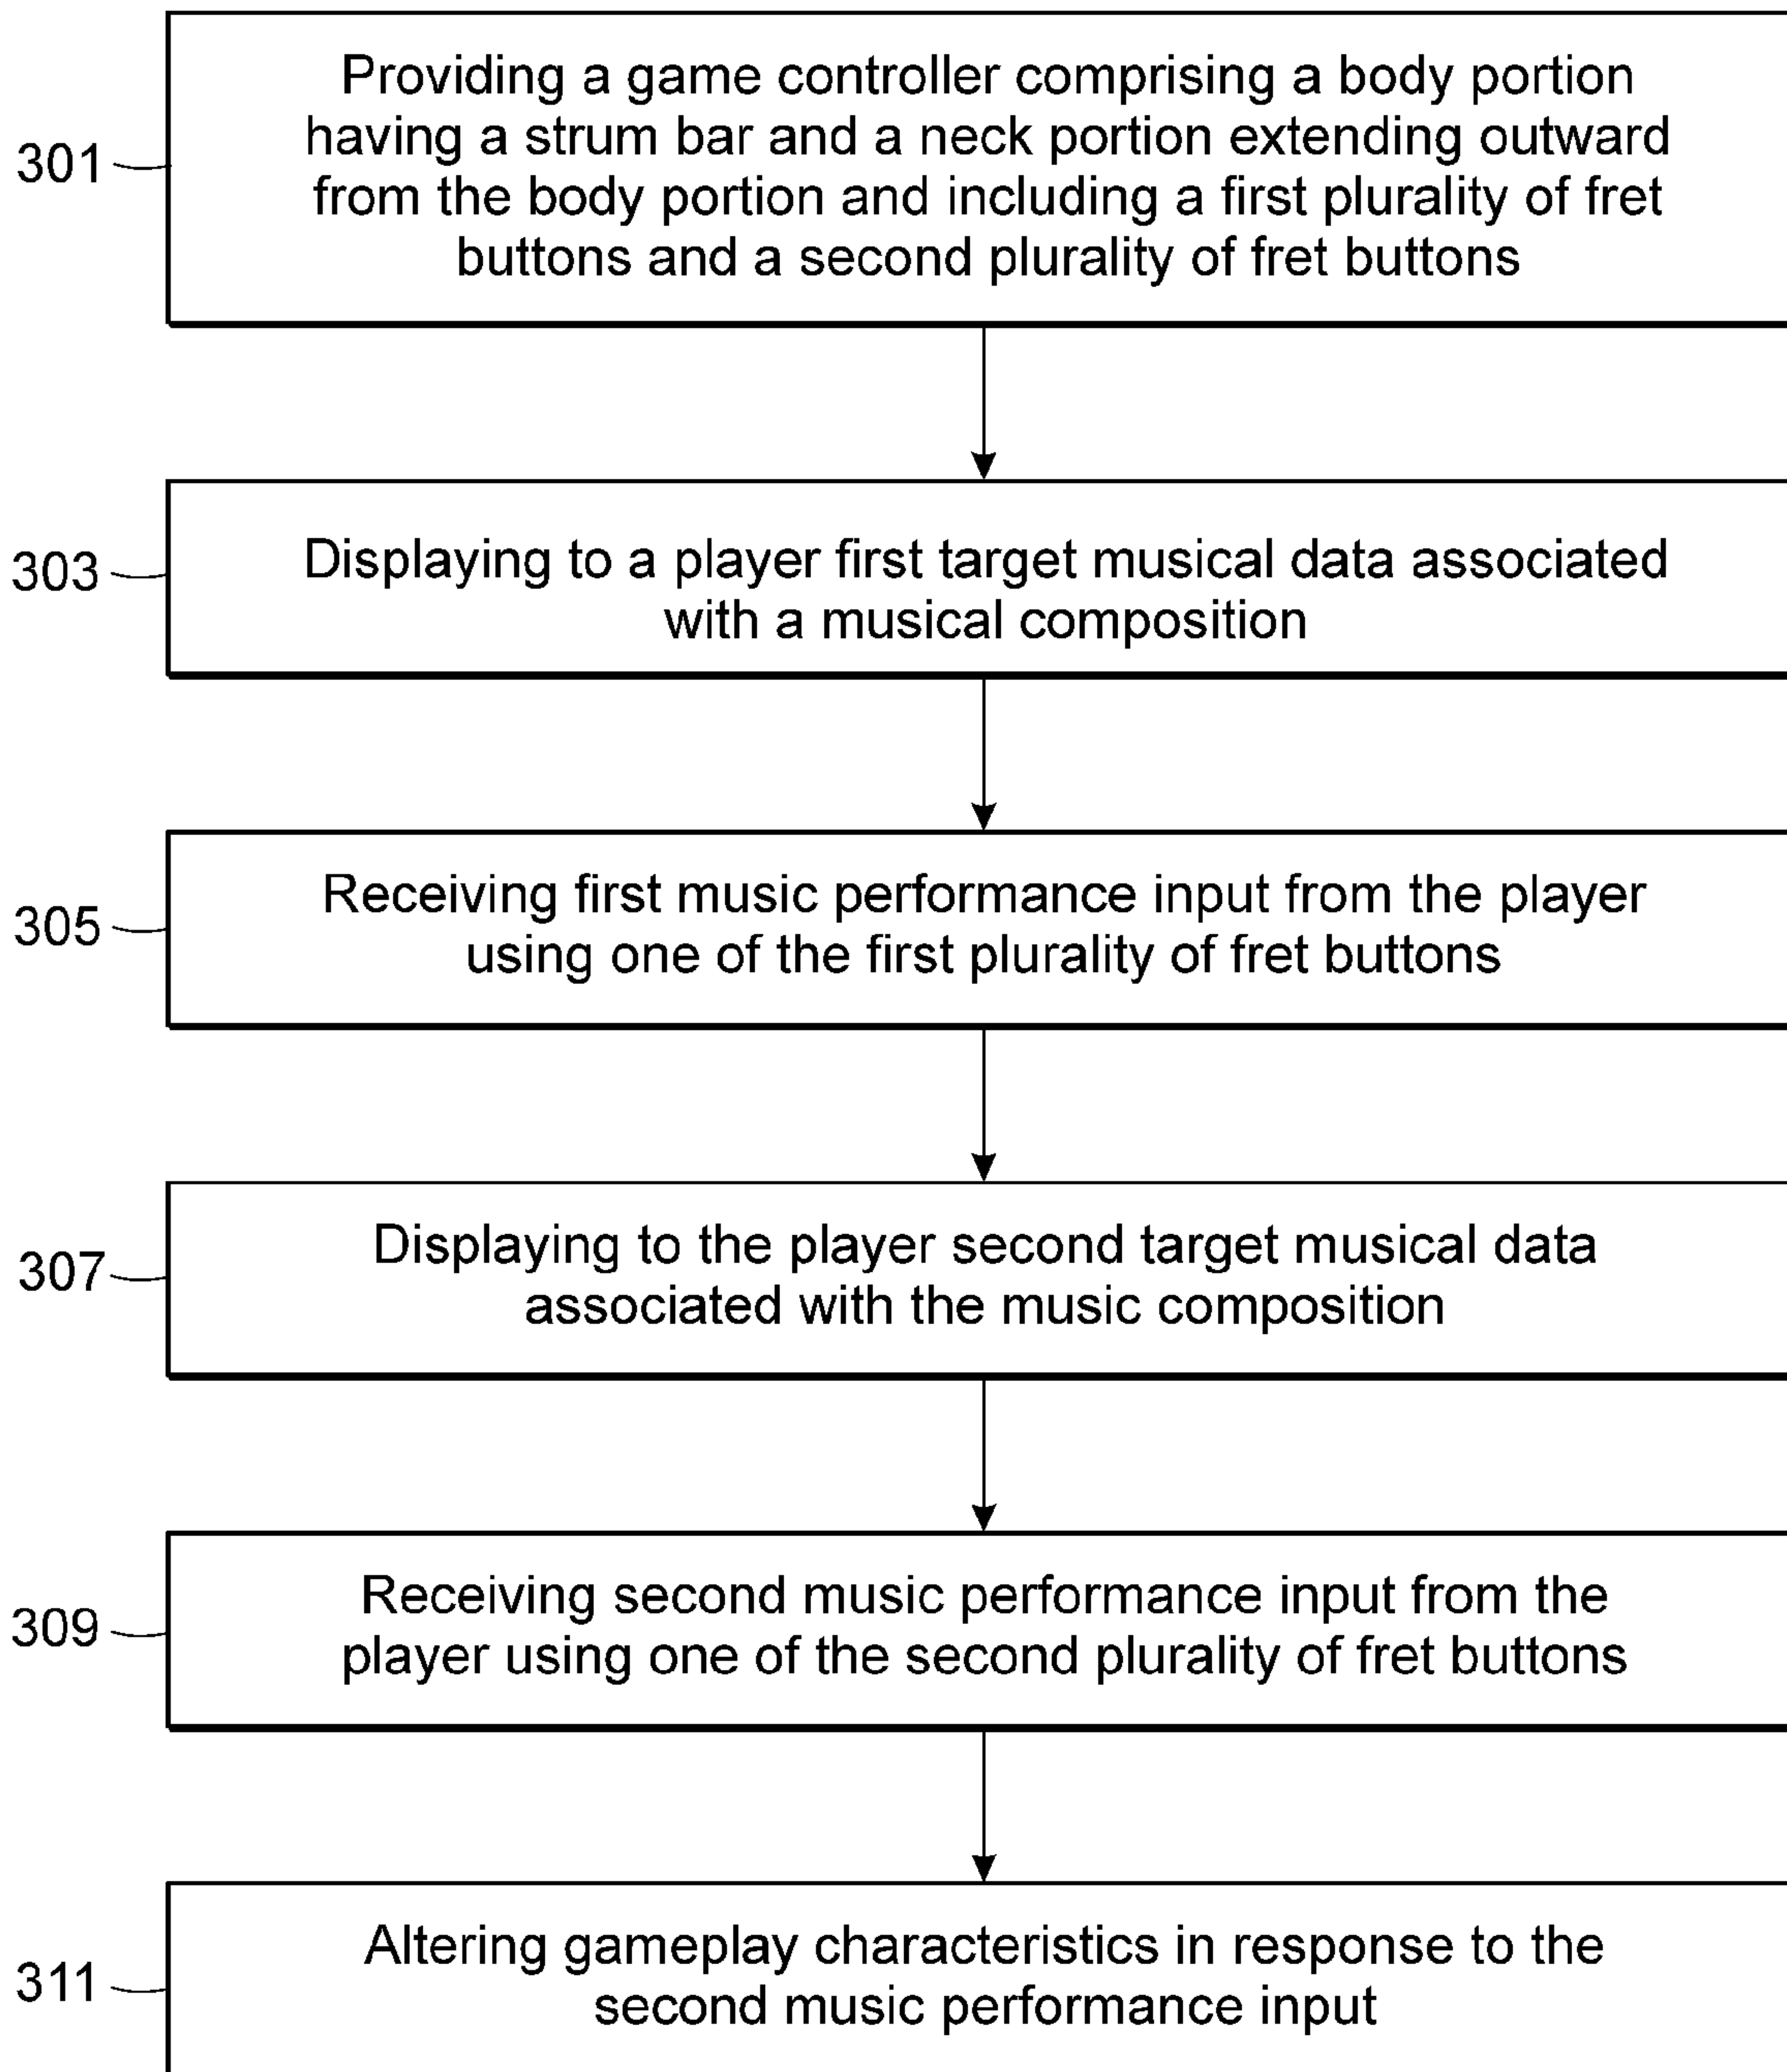 301
Providing a game controller comprising a body portion
having a strum bar and a neck portion extending outward
from the body portion and including a first plurality of fret
buttons and a second plurality of fret buttons
303
Displaying to a player first target musical data associated
with a musical composition
305
Receiving first music performance input from the player
using one of the first plurality of fret buttons
307
Displaying to the player second target musical data
associated with the music composition
309
Receiving second music performance input from the
player using one of the second plurality of fret buttons
311
Altering gameplay characteristics in response to the
second music performance input